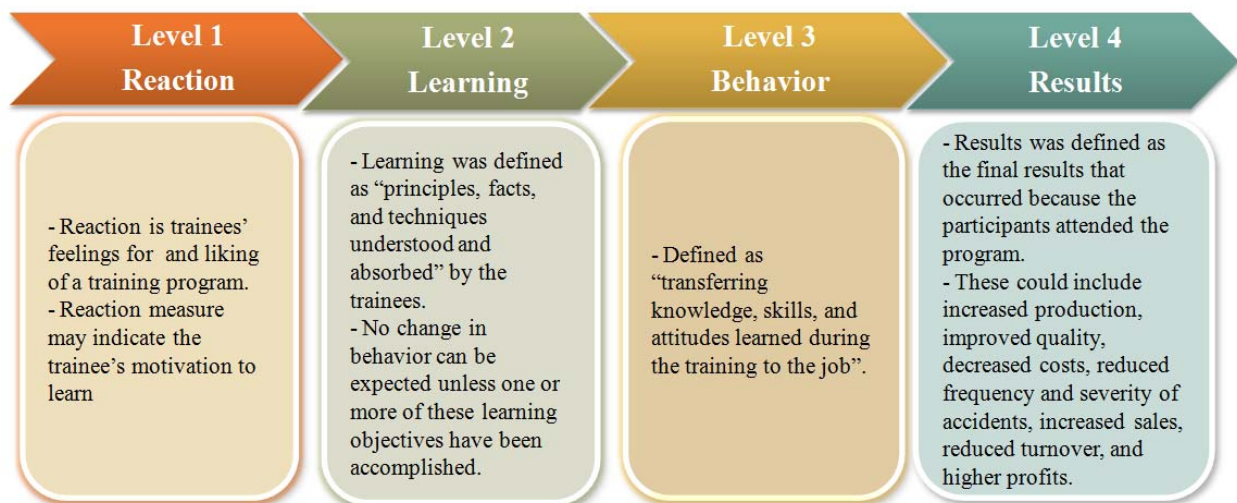 Level 1
Reaction
Level 2
Learning
Level 3
Behavior
Level 4
Results
- Reaction is trainees’
feelings for and liking
of a training program.
- Reaction measure
may indicate the
trainee’s motivation to
learn
- Learning was defined
as “principles, facts,
and techniques
understood and
absorbed” by the
trainees.
- No change in
behavior can be
expected unless one or
more of these learning
objectives have been
accomplished.
- Defined as
“transferring
knowledge, skills, and
attitudes learned during
the training to the job”.
- Results was defined as
the final results that
occurred because the
participants attended the
program.
- These could include
increased production,
improved quality,
decreased costs, reduced
frequency and severity of
accidents, increased sales,
reduced turnover, and
higher profits.